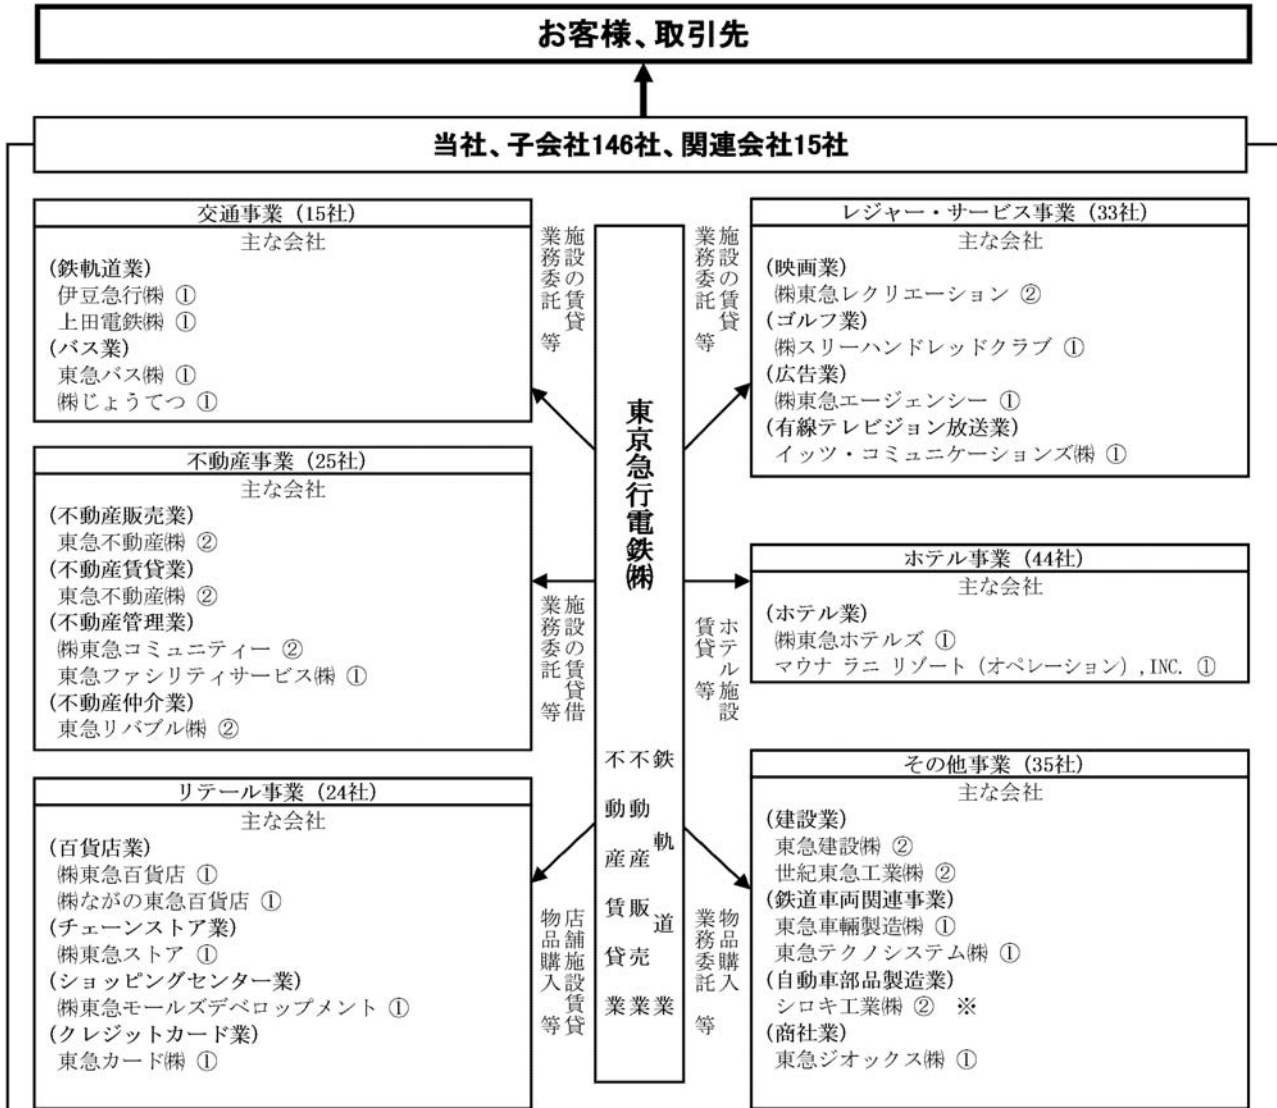 お客様、取引先
当社、子会社146社、関連会社15社
交通事業（15社）
主な会社
(鉄軌道業)
伊豆急行㈱ ①
上田電鉄㈱ ①
(バス業)
東急バス㈱ ①
㈱じょうてつ ①
不動産事業（25社）
主な会社
(不動産販売業)
東急不動産㈱ ②
(不動産賃貸業)
東急不動産㈱ ②
(不動産管理業)
㈱東急コミュニティー ②
東急ファシリティサービス㈱ ①
(不動産仲介業)
東急リバブル㈱ ②
リテール事業（24社）
主な会社
(百貨店業)
㈱東急百貨店 ①
㈱ながの東急百貨店 ①
(チェーンストア業)
㈱東急ストア ①
(ショッピングセンター業)
㈱東急モールズデベロップメント ①
(クレジットカード業)
東急カード㈱ ①
施設の賃貸
業務委託 等
施設の賃貸借
業務委託 等
店舗施設賃貸
物品購入 等
東京急行電鉄㈱
鉄軌道業
不動産販売業
不動産賃貸業
施設の賃貸
業務委託 等
ホテル施設
賃貸 等
物品購入
業務委託 等
レジャー・サービス事業（33社）
主な会社
(映画業)
㈱東急レクリエーション ②
(ゴルフ業)
㈱スリーハンドレッドクラブ ①
(広告業)
㈱東急エージェンシー ①
(有線テレビジョン放送業)
イッツ・コミュニケーションズ㈱ ①
ホテル事業（44社）
主な会社
(ホテル業)
㈱東急ホテルズ ①
マウナ ラニ リゾート（オペレーション）,INC. ①
その他事業（35社）
主な会社
(建設業)
東急建設㈱ ②
世紀東急工業㈱ ②
(鉄道車両関連事業)
東急車輛製造㈱ ①
東急テクノシステム㈱ ①
(自動車部品製造業)
シロキ工業㈱ ② ※
(商社業)
東急ジオックス㈱ ①